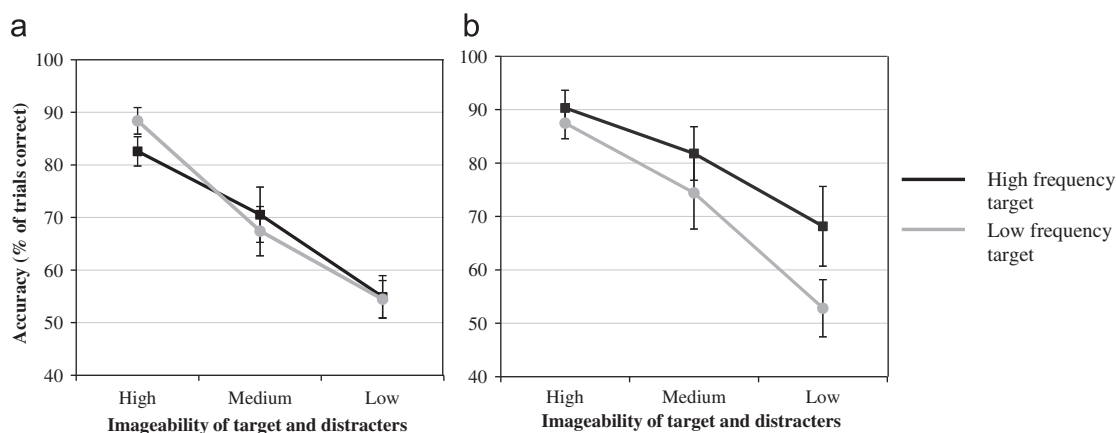 a
b
100
90
80
70
60
50
40
Accuracy (% of trials correct)
High
Medium
Low
Imageability of target and distracters
100
90
80
70
60
50
40
High
Medium
Low
Imageability of target and distracters
High frequency
target
Low frequency
target